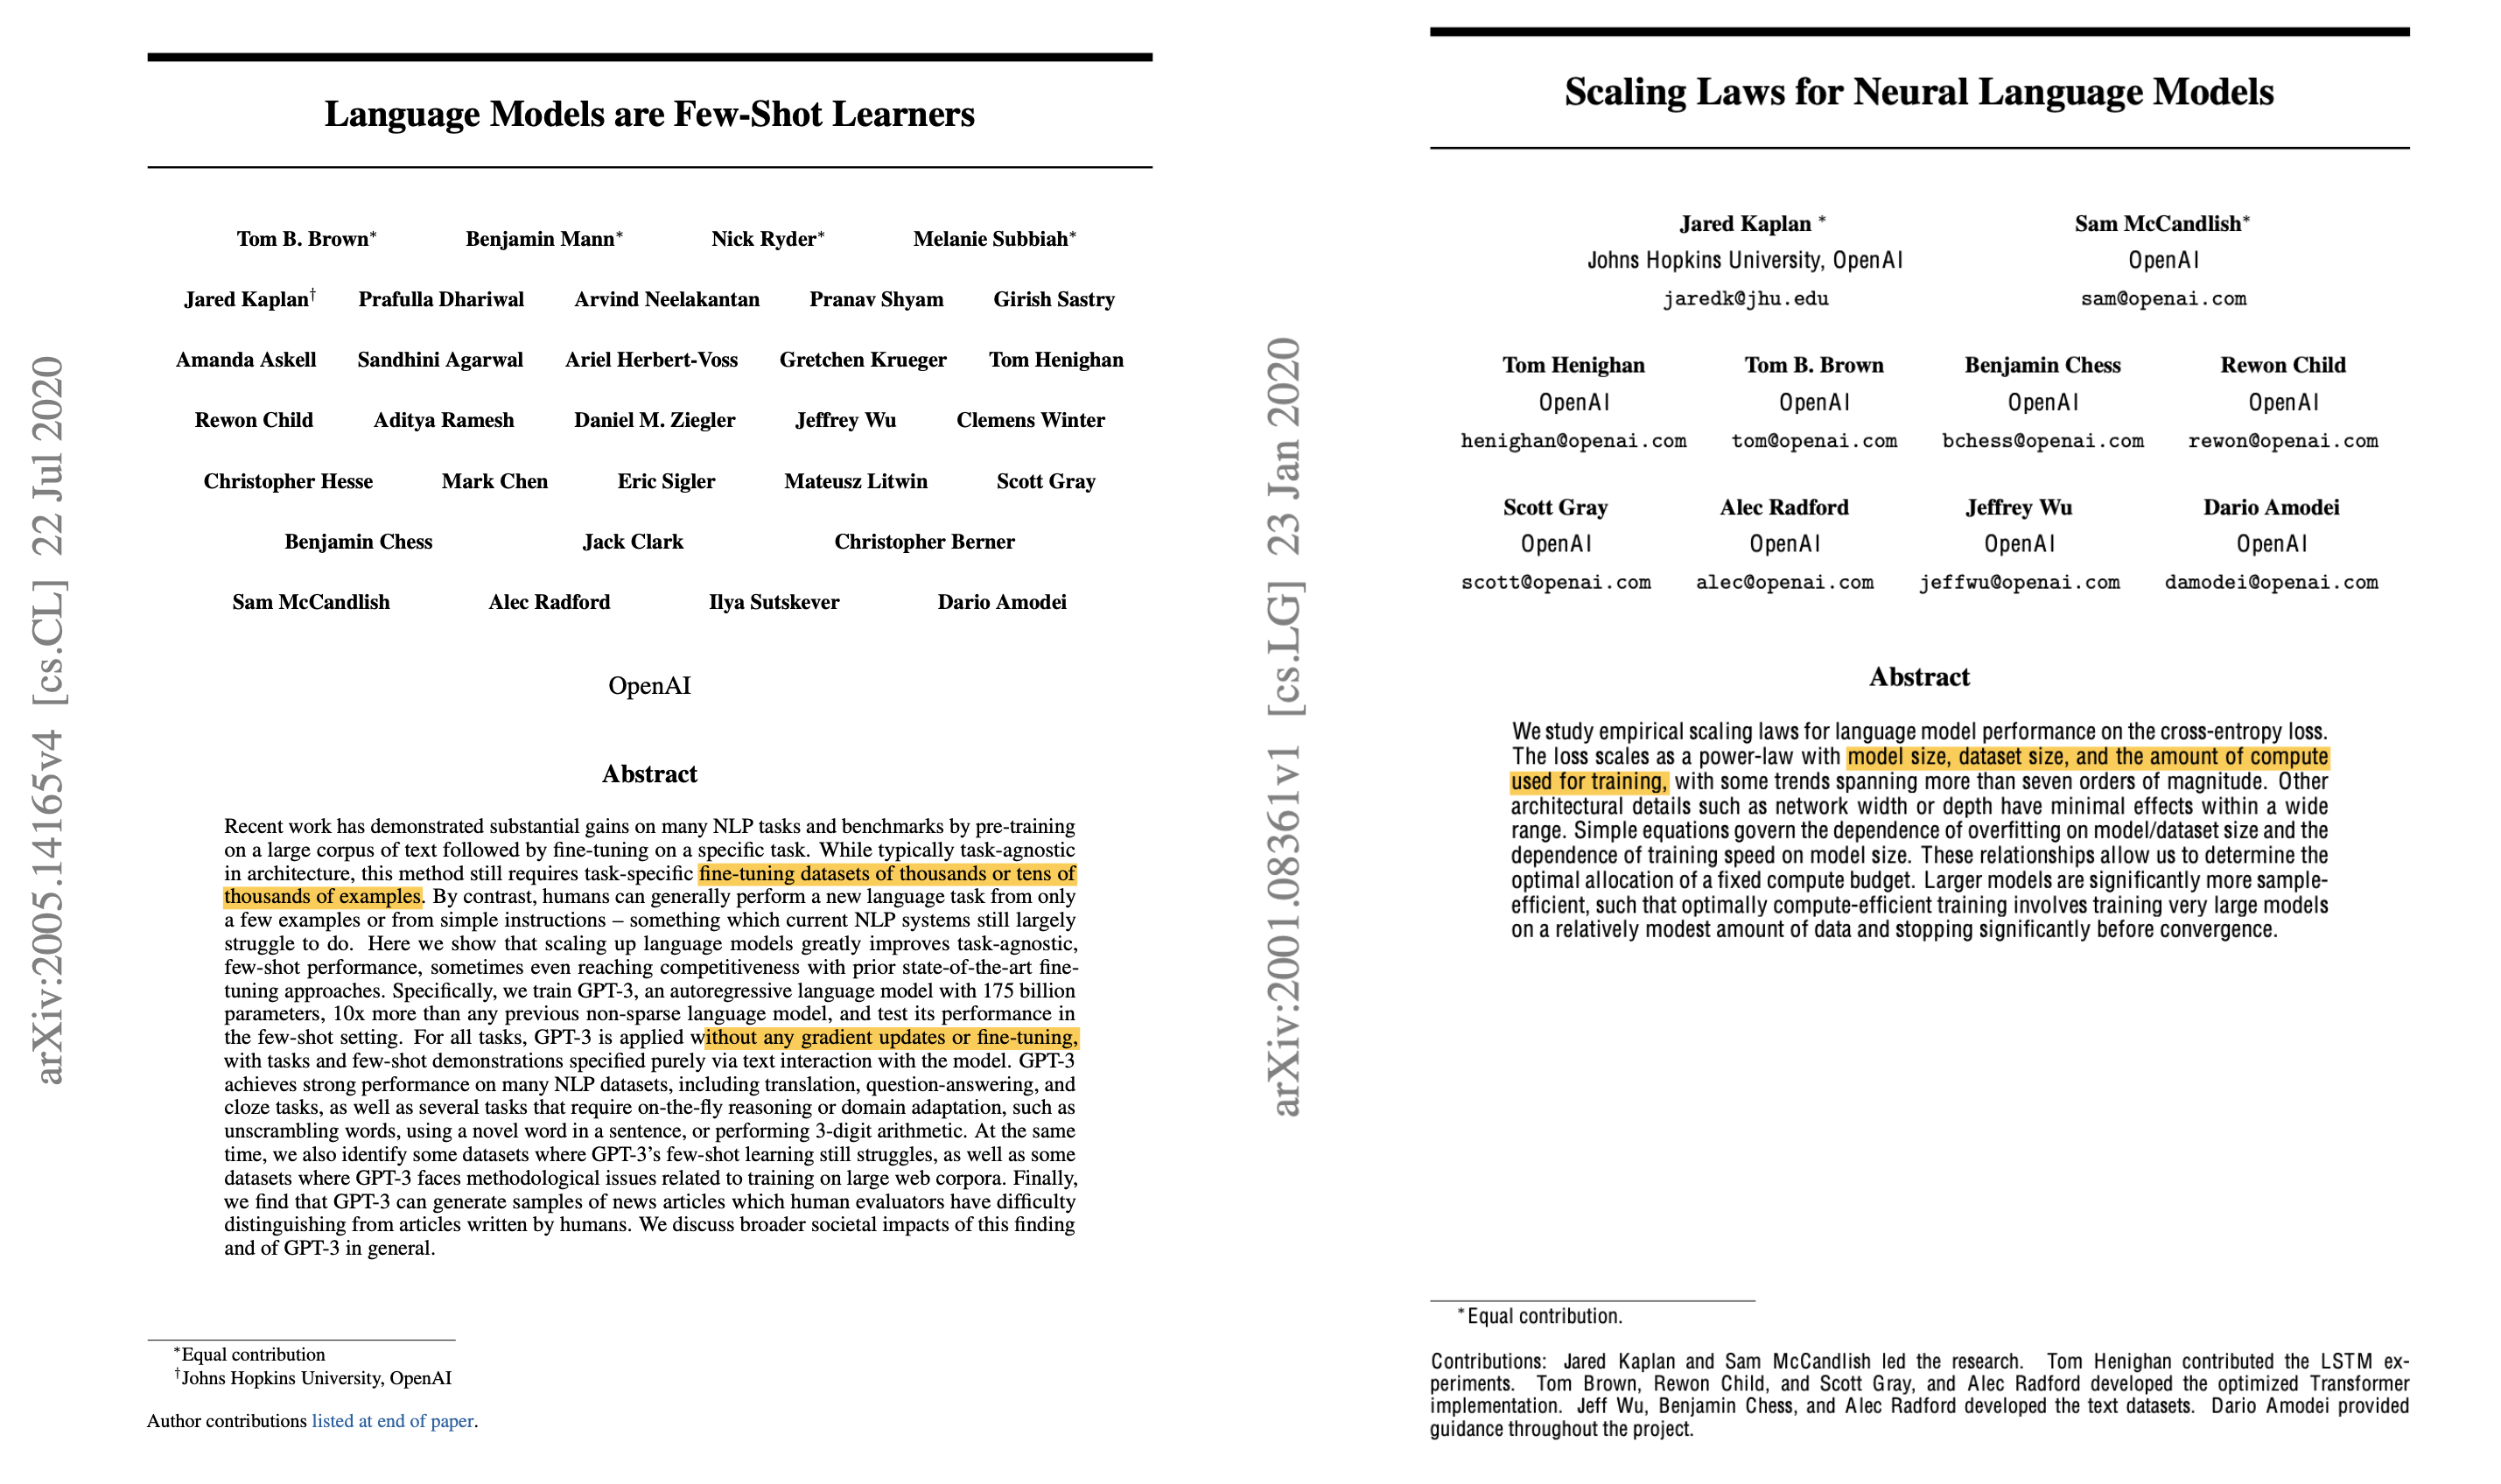 Language Models are Few-Shot Learners
Tom B. Brown* Benjamin Mann* Nick Ryder* Melanie Subbiah*
Jared Kaplan† Prafulla Dhariwal Arvind Neelakantan Pranav Shyam Girish Sastry
Amanda Askell Sandhini Agarwal Ariel Herbert-Voss Gretchen Krueger Tom Henighan
Rewon Child Aditya Ramesh Daniel M. Ziegler Jeffrey Wu Clemens Winter
Christopher Hesse Mark Chen Eric Sigler Mateusz Litwin Scott Gray
Benjamin Chess Jack Clark Christopher Berner
Sam McCandlish Alec Radford Ilya Sutskever Dario Amodei
OpenAI
Abstract
Recent work has demonstrated substantial gains on many NLP tasks and benchmarks by pre-training
on a large corpus of text followed by fine-tuning on a specific task. While typically task-agnostic
in architecture, this method still requires task-specific fine-tuning datasets of thousands or tens of
thousands of examples. By contrast, humans can generally perform a new language task from only
a few examples or from simple instructions – something which current NLP systems still largely
struggle to do. Here we show that scaling up language models greatly improves task-agnostic,
few-shot performance, sometimes even reaching competitiveness with prior state-of-the-art fine-
tuning approaches. Specifically, we train GPT-3, an autoregressive language model with 175 billion
parameters, 10x more than any previous non-sparse language model, and test its performance in
the few-shot setting. For all tasks, GPT-3 is applied without any gradient updates or fine-tuning,
with tasks and few-shot demonstrations specified purely via text interaction with the model. GPT-3
achieves strong performance on many NLP datasets, including translation, question-answering, and
cloze tasks, as well as several tasks that require on-the-fly reasoning or domain adaptation, such as
unscrambling words, using a novel word in a sentence, or performing 3-digit arithmetic. At the same
time, we also identify some datasets where GPT-3's few-shot learning still struggles, as well as some
datasets where GPT-3 faces methodological issues related to training on large web corpora. Finally,
we find that GPT-3 can generate samples of news articles which human evaluators have difficulty
distinguishing from articles written by humans. We discuss broader societal impacts of this finding
and of GPT-3 in general.
*Equal contribution
†Johns Hopkins University, OpenAI
Author contributions listed at end of paper.
arXiv:2005.14165v4 [cs.CL] 22 Jul 2020
Scaling Laws for Neural Language Models
Jared Kaplan * Sam McCandlish*
Johns Hopkins University, OpenAI OpenAI
jaredk@jhu.edu sam@openai.com
Tom Henighan Tom B. Brown Benjamin Chess Rewon Child
OpenAI OpenAI OpenAI OpenAI
henighan@openai.com tom@openai.com bchess@openai.com rewon@openai.com
Scott Gray Alec Radford Jeffrey Wu Dario Amodei
OpenAI OpenAI OpenAI OpenAI
scott@openai.com alec@openai.com jeffwu@openai.com damodei@openai.com
Abstract
We study empirical scaling laws for language model performance on the cross-entropy loss.
The loss scales as a power-law with model size, dataset size, and the amount of compute
used for training, with some trends spanning more than seven orders of magnitude. Other
architectural details such as network width or depth have minimal effects within a wide
range. Simple equations govern the dependence of overfitting on model/dataset size and the
dependence of training speed on model size. These relationships allow us to determine the
optimal allocation of a fixed compute budget. Larger models are significantly more sample-
efficient, such that optimally compute-efficient training involves training very large models
on a relatively modest amount of data and stopping significantly before convergence.
*Equal contribution.
Contributions: Jared Kaplan and Sam McCandlish led the research. Tom Henighan contributed the LSTM ex-
periments. Tom Brown, Rewon Child, and Scott Gray, and Alec Radford developed the optimized Transformer
implementation. Jeff Wu, Benjamin Chess, and Alec Radford developed the text datasets. Dario Amodei provided
guidance throughout the project.
arXiv:2001.08361v1 [cs.LG] 23 Jan 2020